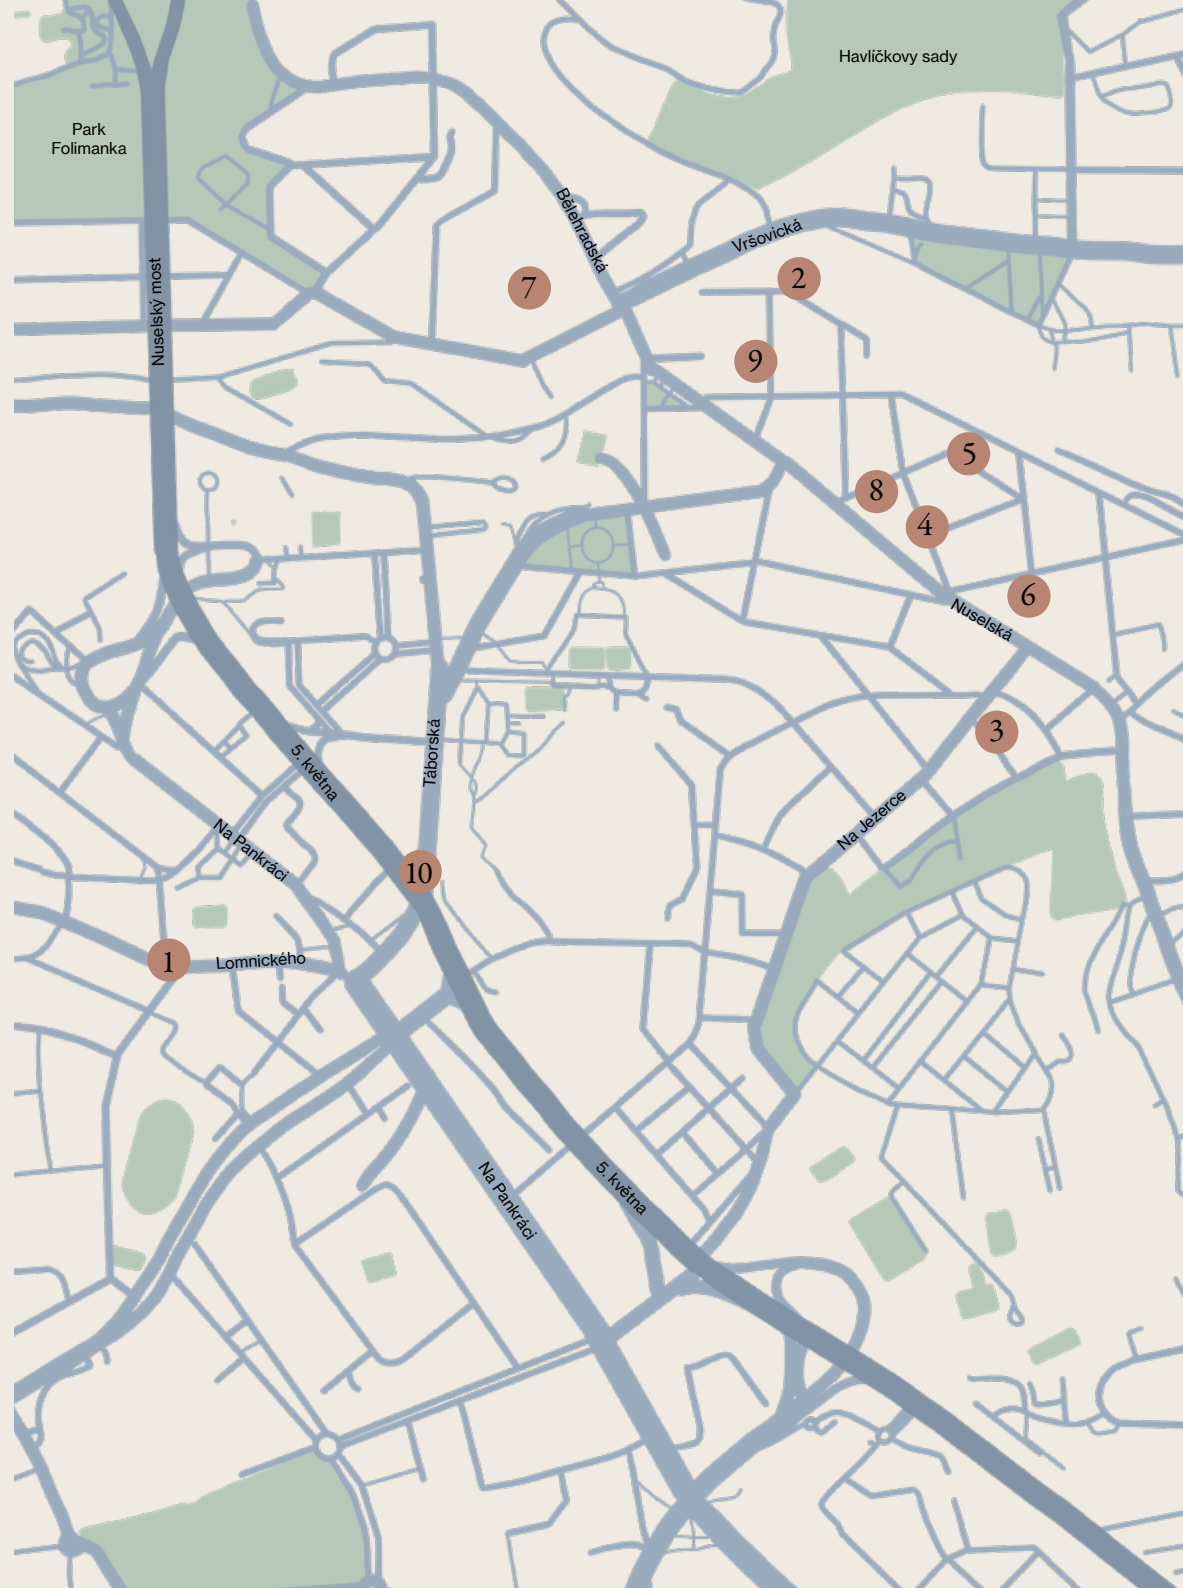 Havlíčkovy sady
Park
Folimanka
Bělehradská
Vršovická
Nuselský most
7
2
9
5
8
4
6
Nuselská
3
Táborská
5. května
Na Jezerce
Na Pankráci
10
1
Lomnického
Na Pankráci
5. května